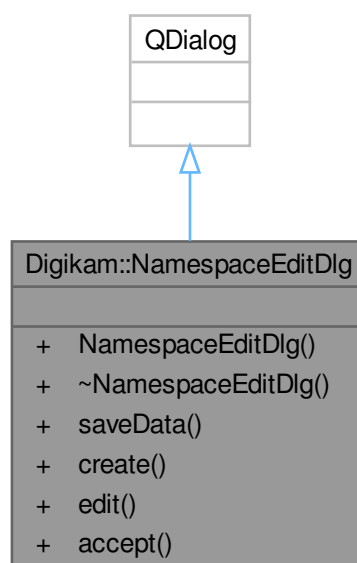 QDialog
Digikam::NamespaceEditDlg
+ NamespaceEditDlg()
+ ~NamespaceEditDlg()
+ saveData()
+ create()
+ edit()
+ accept()